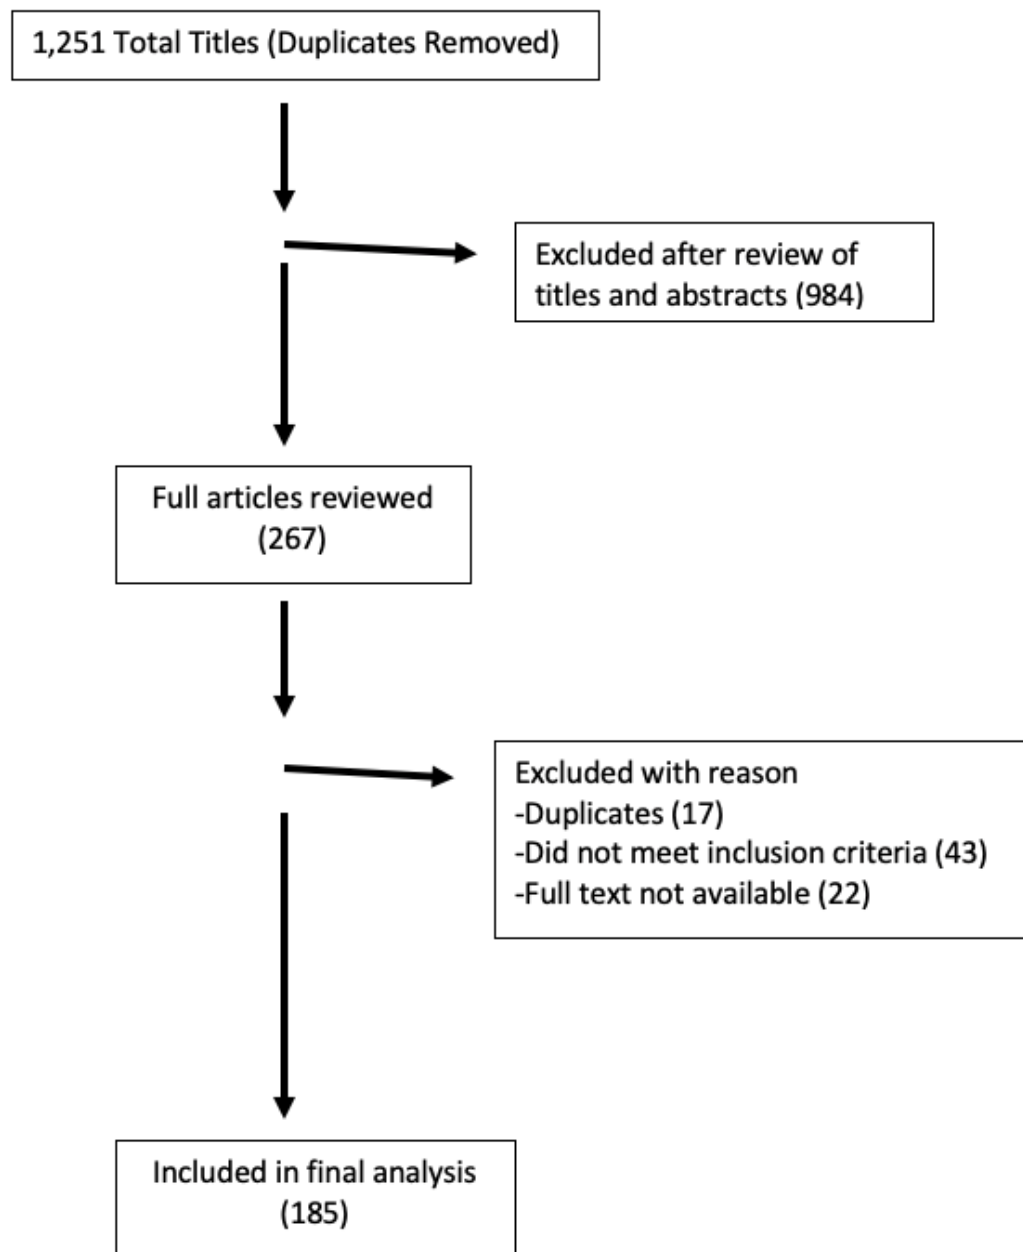 1,251 Total Titles (Duplicates Removed)
Excluded after review of
titles and abstracts (984)
Full articles reviewed
(267)
Excluded with reason
-Duplicates (17)
-Did not meet inclusion criteria (43)
-Full text not available (22)
Included in final analysis
(185)